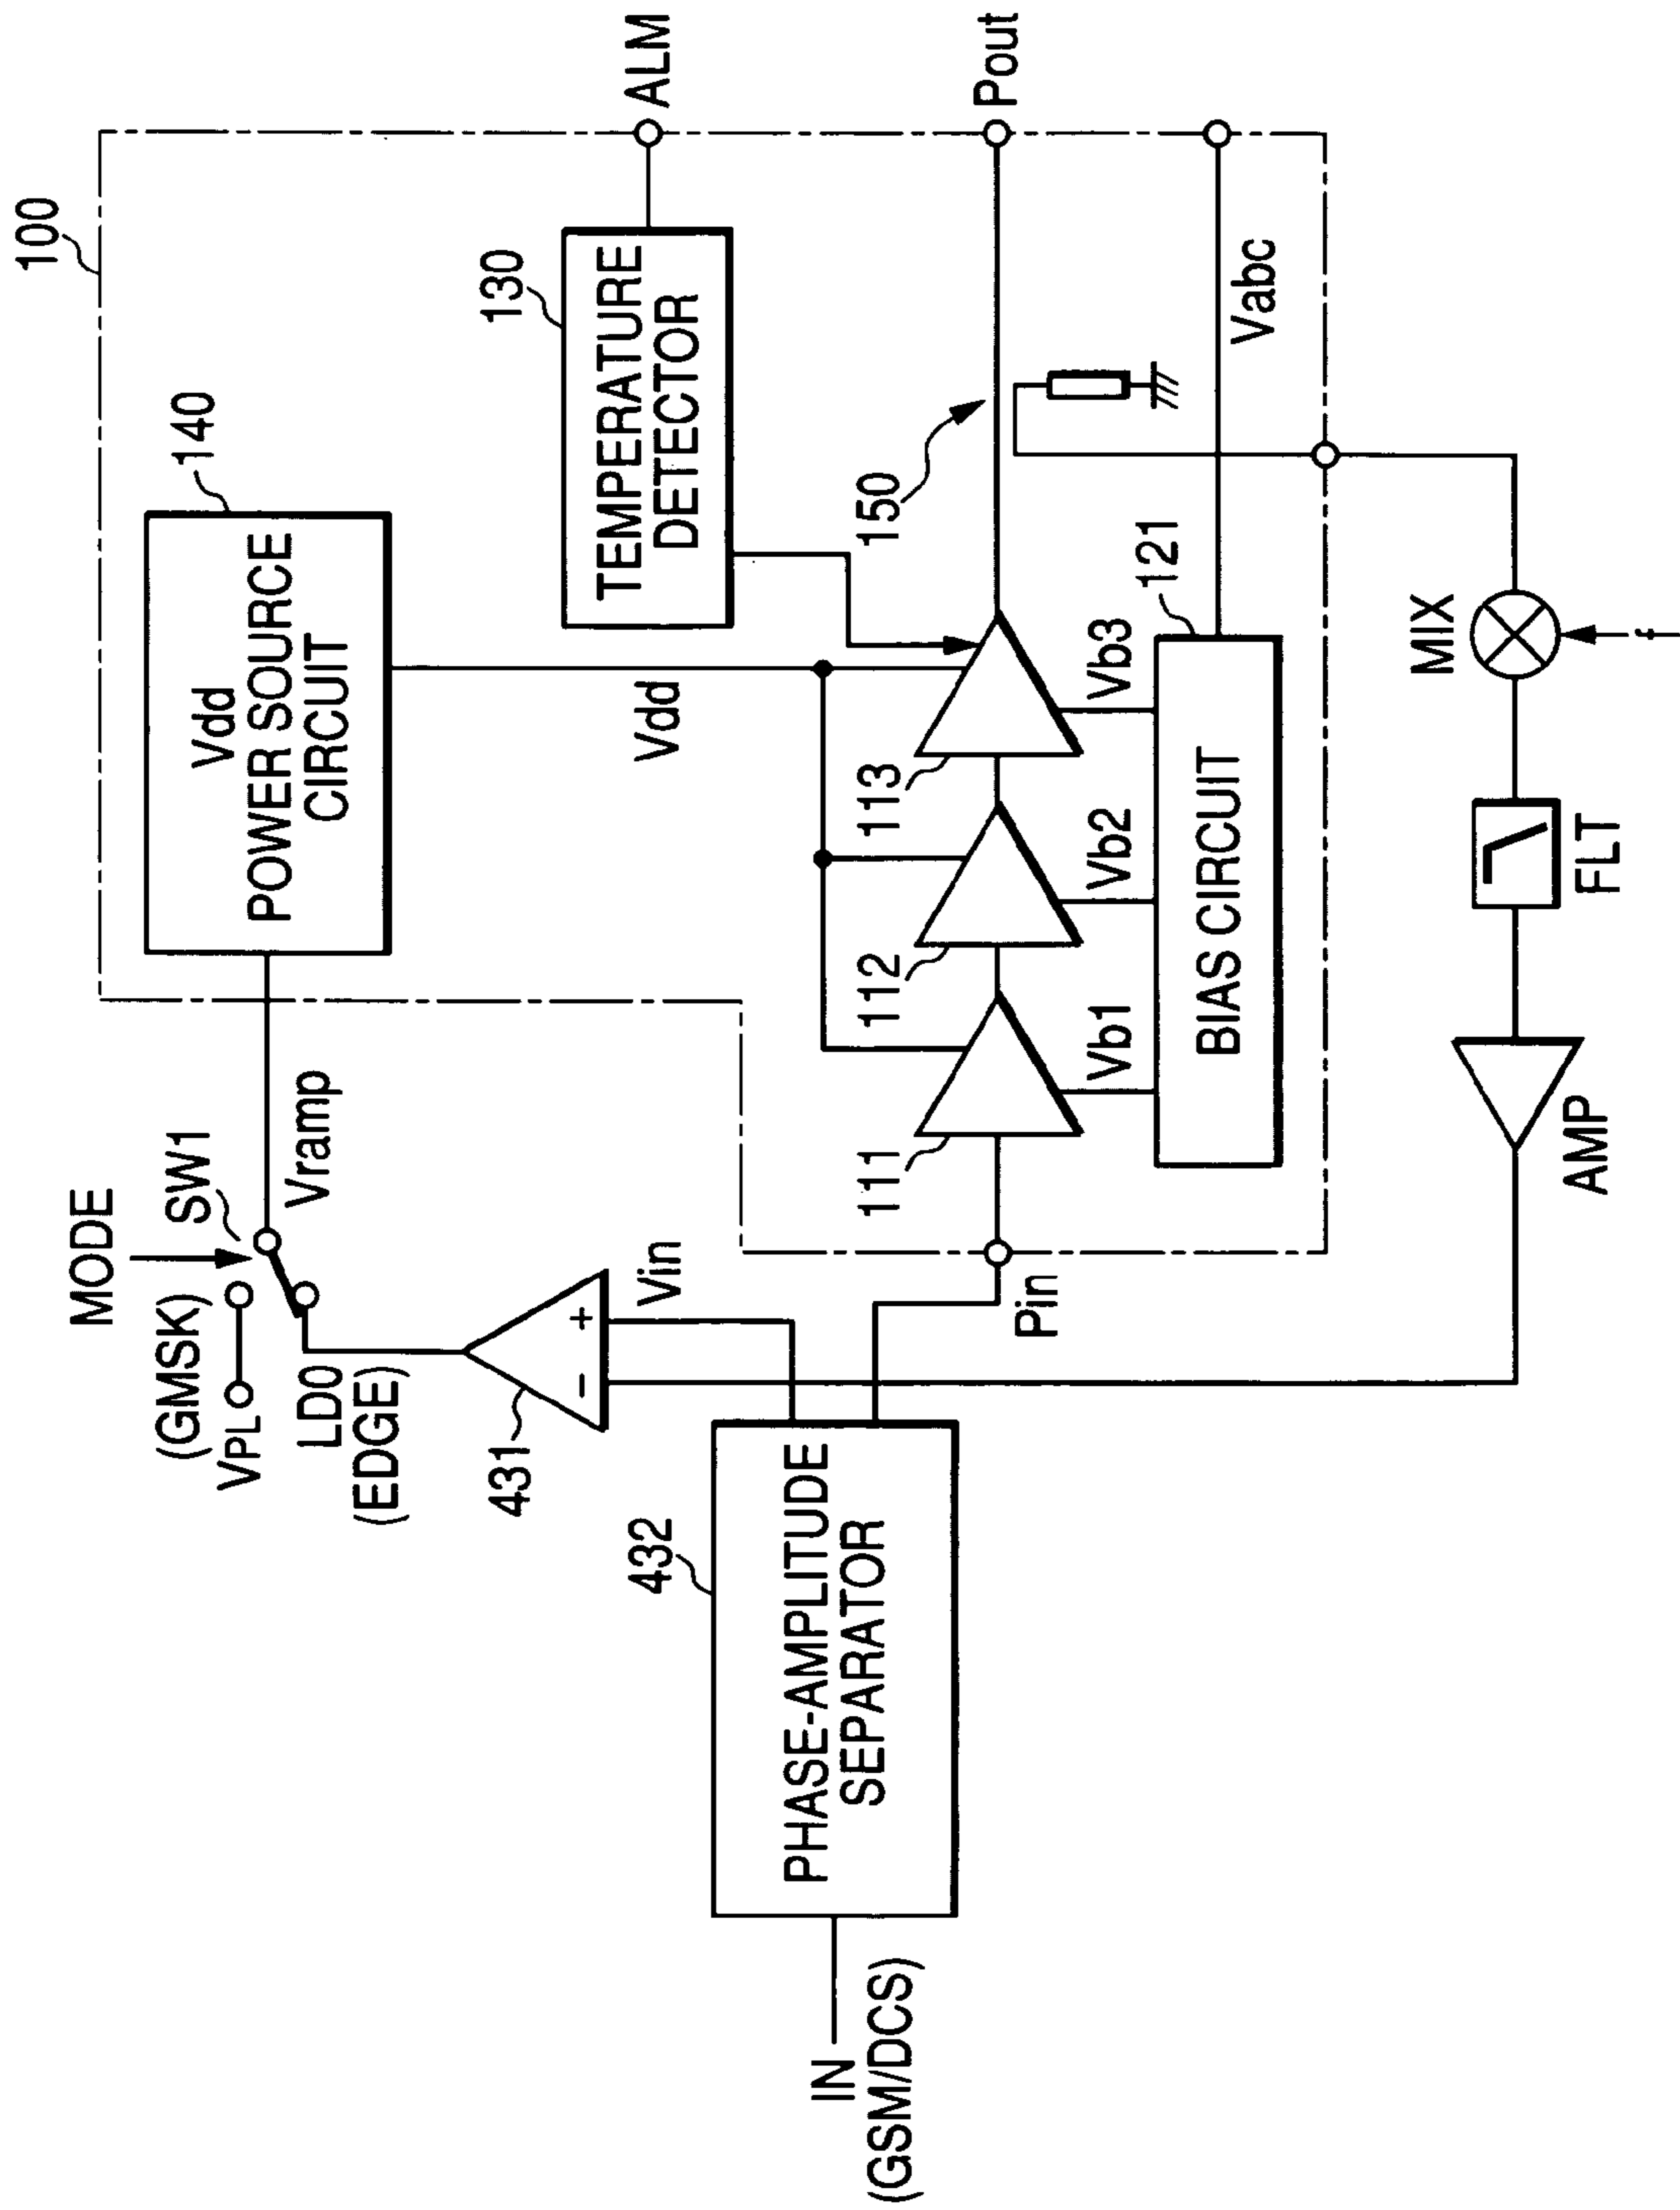 100
140
Vdd
POWER SOURCE
CIRCUIT
130
TEMPERATURE
DETECTOR
ALM
MODE
SW1
(GMSK)
VPL
Vramp
LD0
(EDGE)
431
-
+
Vin
Vdd
150
Pout
432
PHASE-AMPLITUDE
SEPARATOR
IN
(GSM/DCS)
Pin
111
112
113
Vb1
Vb2
Vb3
121
BIAS CIRCUIT
Vabc
MIX
f
FLT
AMP